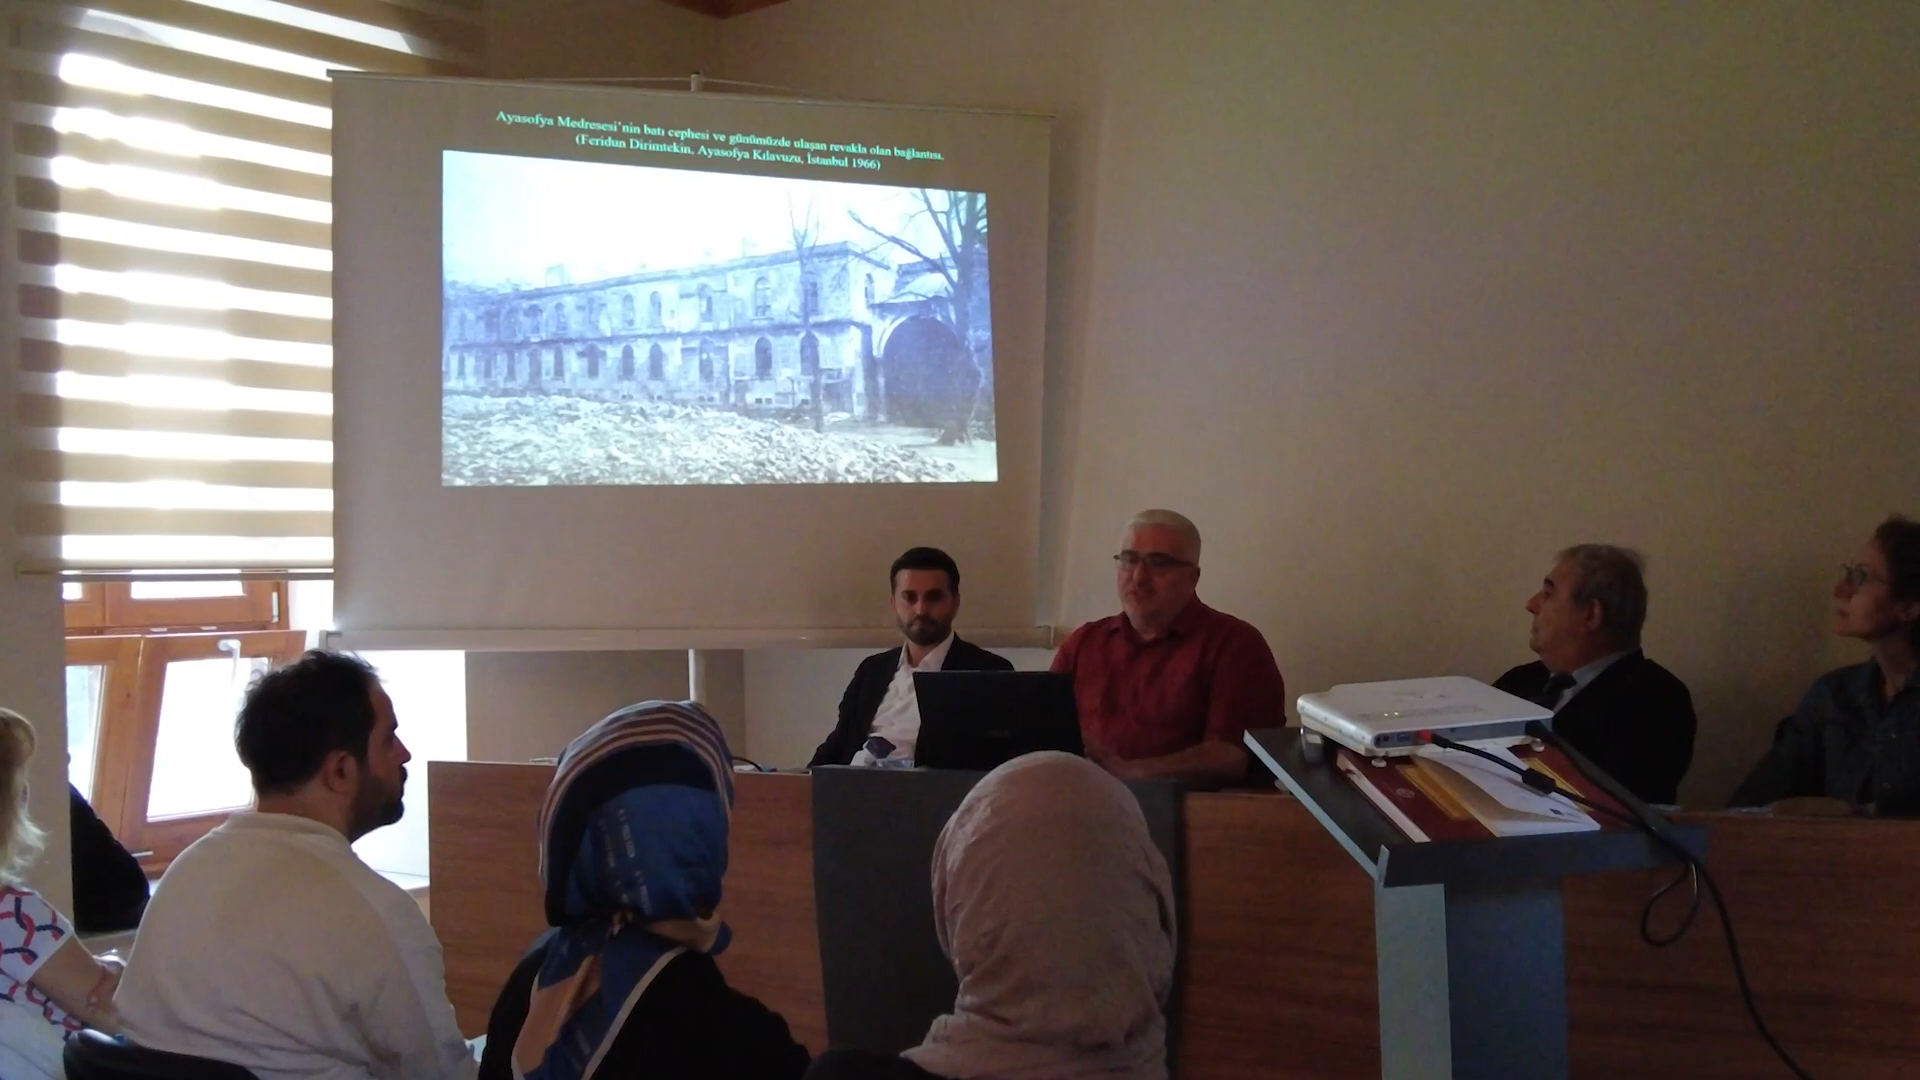 Ayasofya Medresesi'nin batı cephesi ve günümüzde ulaşan revakla olan bağlantısı.
(Feridun Dirimtekin, Ayasofya Kılavuzu, İstanbul 1966)